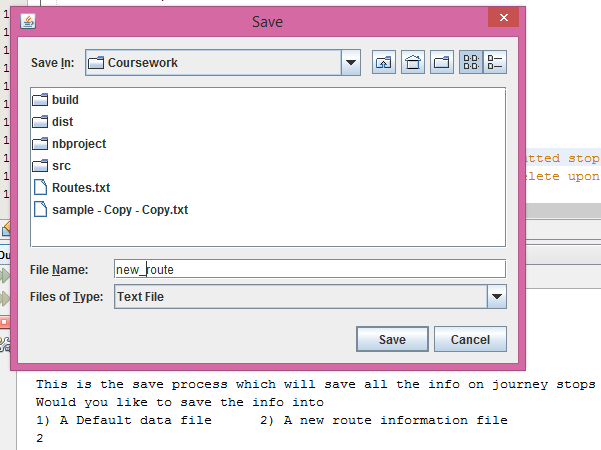 Save
Save In: Coursework
build
dist
nbproject
src
Routes.txt
sample - Copy - Copy.txt
File Name: new_route
Files of Type: Text File
Save Cancel
tted stop
lete upon
This is the save process which will save all the info on journey stops
Would you like to save the info into
1) A Default data file 2) A new route information file
2